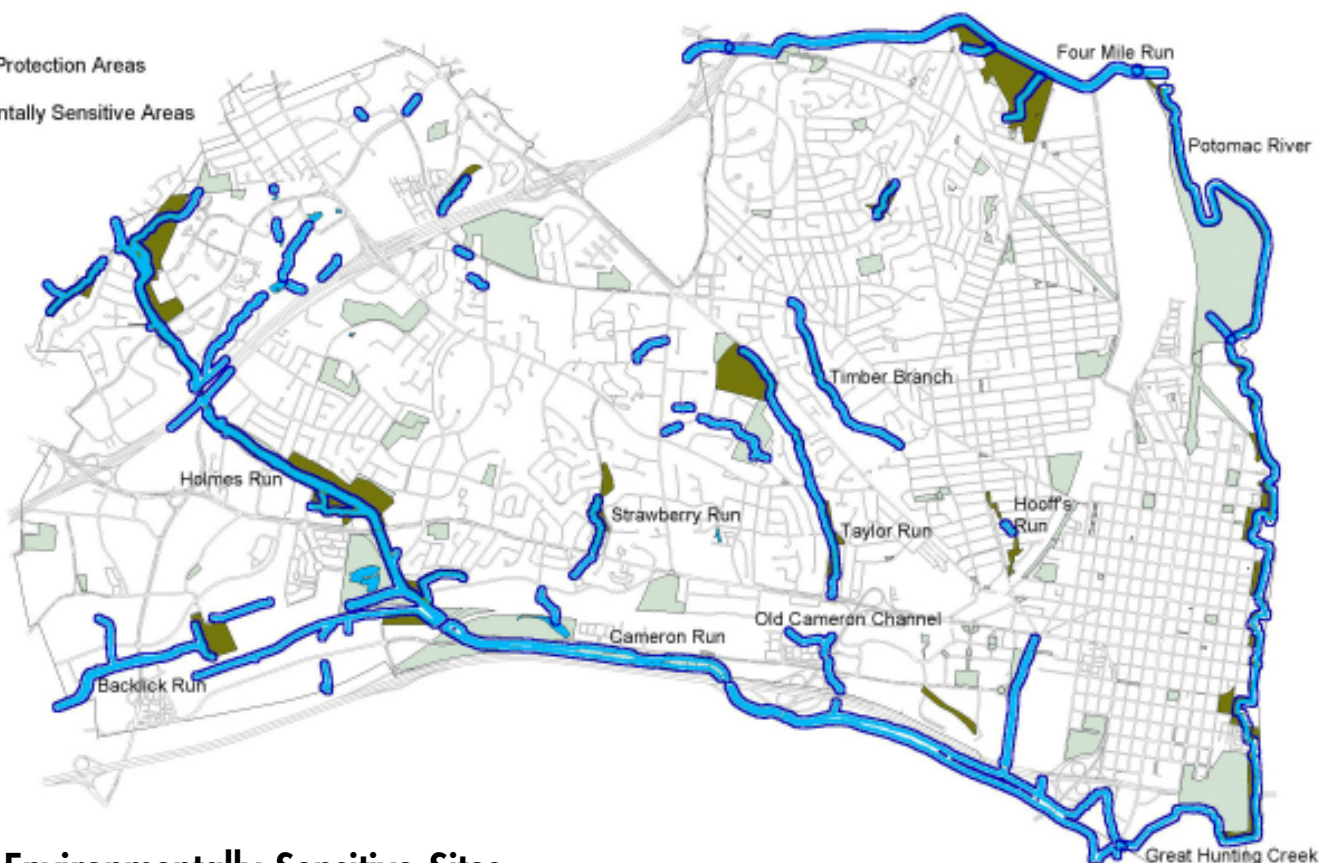 Protection Areas
ntally Sensitive Areas
Four Mile Run
Potomac River
Timber Branch
Holmes Run
Strawberry Run
Hooff's
Run
Taylor Run
Old Cameron Channel
Cameron Run
Backlick Run
Great Hunting Creek
Environmentally Sensitive Sites